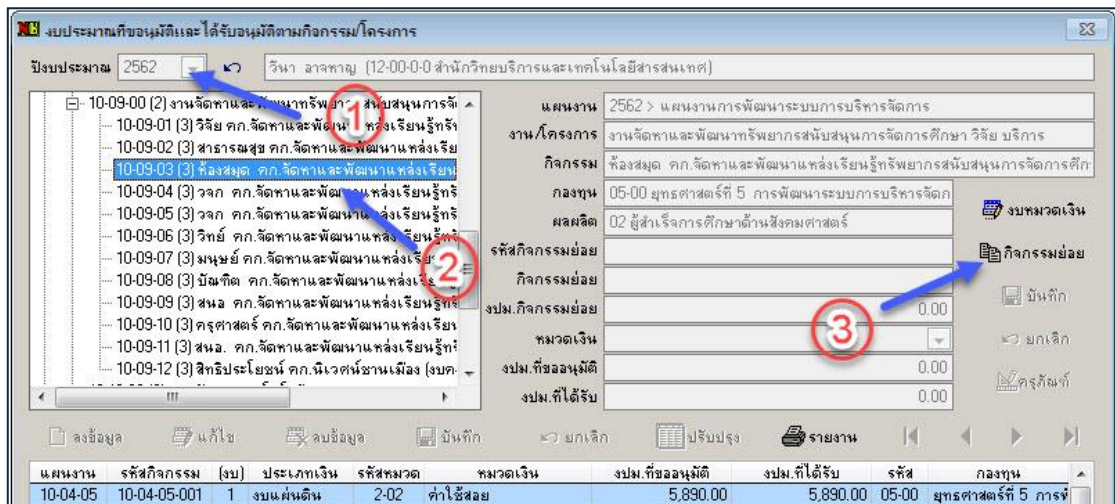 งบประมาณที่ขอนุมัติและได้รับอนุมัติตามกิจกรรม/โครงการ
ปีงบประมาณ 2562 วีนา อาจหาญ (12-00-0-0 สำนักวิทยบริการและเทคโนโลยีสารสนเทศ)
1
10-09-00 (2) งานจัดหาและพัฒนาทรัพยากร สนับสนุนการจั
10-09-01 (3) วิจัย คก.จัดหาและพัฒนาแหล่งเรียนรู้ทรั
10-09-02 (3) สาธารณสุข คก.จัดหาและพัฒนาแหล่งเรีย
10-09-03 (3) ห้องสมุด คก.จัดหาและพัฒนาแหล่งเรียน
10-09-04 (3) วจก คก.จัดหาและพัฒนาแหล่งเรียนรู้ทรั
10-09-05 (3) วจก คก.จัดหาและพัฒนาแหล่งเรียนรู้ทรั
10-09-06 (3) วิทย์ คก.จัดหาและพัฒนาแหล่งเรียนรู้ทรั
10-09-07 (3) มนุษย์ คก.จัดหาและพัฒนาแหล่งเรีย
10-09-08 (3) บัณฑิต คก.จัดหาและพัฒนาแหล่งเรี
10-09-09 (3) สนอ คก.จัดหาและพัฒนาแหล่งเรียนรู้ทรั
10-09-10 (3) ครุศาสตร์ คก.จัดหาและพัฒนาแหล่งเรียน
10-09-11 (3) สนอ. คก.จัดหาและพัฒนาแหล่งเรียนรู้ทร
10-09-12 (3) สิทธิประโยชน์ คก.นิเวศน์ชานเมือง (งบค-
2
แผนงาน 2562 > แผนงานการพัฒนาระบบการบริหารจัดการ
งาน/โครงการ งานจัดหาและพัฒนาทรัพยากรสนับสนุนการจัดการศึกษา วิจัย บริการ
กิจกรรม ห้องสมุด คก.จัดหาและพัฒนาแหล่งเรียนรู้ทรัพยากรสนับสนุนการจัดการศึก
กองทุน 05-00 ยุทธศาสตร์ที่ 5 การพัฒนาระบบการบริหารจัดก
ผลผลิต 02 ผู้สำเร็จการศึกษาด้านสังคมศาสตร์
รหัสกิจกรรมย่อย
กิจกรรมย่อย
งปม.กิจกรรมย่อย 0.00
หมวดเงิน
งปม.ที่ขออนุมัติ 0.00
งปม.ที่ได้รับ 0.00
3
งบหมวดเงิน
กิจกรรมย่อย
บันทึก
ยกเลิก
ครุภัณฑ์
ลงข้อมูล แก้ไข ลบข้อมูล บันทึก ยกเลิก ปรับปรุง รายงาน
แผนงาน รหัสกิจกรรม (งบ) ประเภทเงิน รหัสหมวด หมวดเงิน งปม.ที่ขออนุมัติ งปม.ที่ได้รับ รหัส กองทุน
10-04-05 10-04-05-001 1 งบแผ่นดิน 2-02 ค่าใช้สอย 5,890.00 5,890.00 05-00 ยุทธศาสตร์ที่ 5 การพั